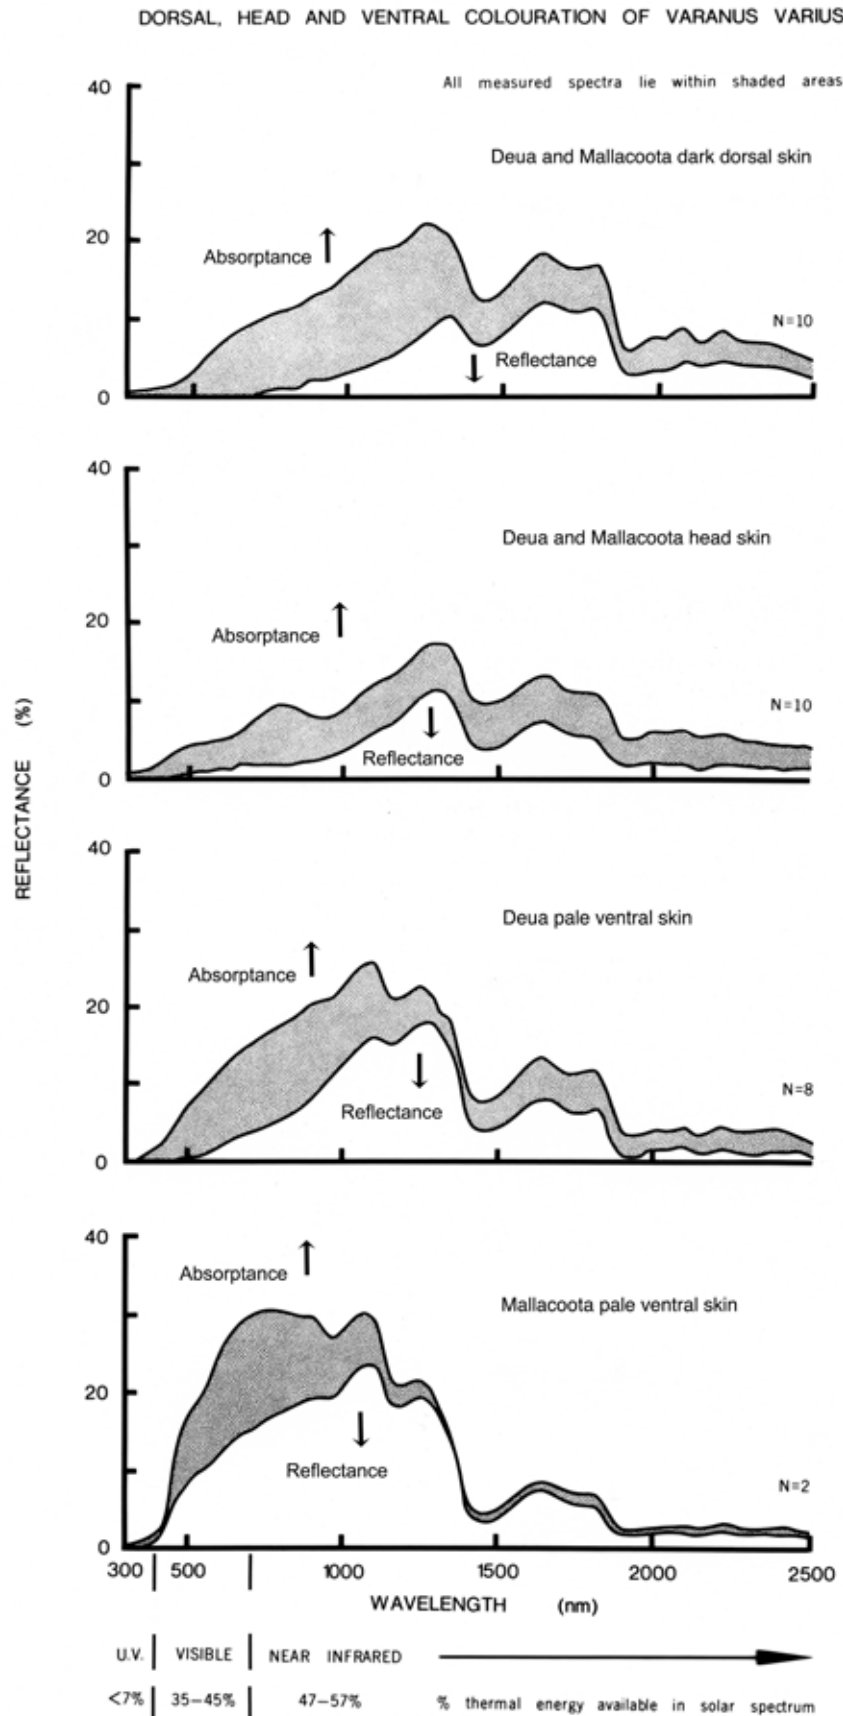 DORSAL, HEAD AND VENTRAL COLOURATION OF VARANUS VARIUS
All measured spectra lie within shaded areas
40
Deua and Mallacoota dark dorsal skin
20
Absorptance
N=10
Reflectance
0
40
Deua and Mallacoota head skin
20
Absorptance
N=10
Reflectance
0
REFLECTANCE (%)
40
Deua pale ventral skin
Absorptance
20
N=8
Reflectance
0
40
Absorptance
Mallacoota pale ventral skin
20
Reflectance
N=2
0
300 500 1000 1500 2000 2500
WAVELENGTH (nm)
U.V. VISIBLE NEAR INFRARED
<7% 35–45% 47–57% % thermal energy available in solar spectrum